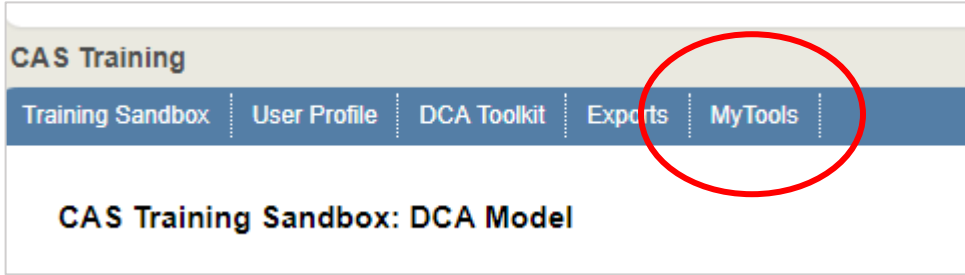 CAS Training
Training Sandbox User Profile DCA Toolkit Exports MyTools
CAS Training Sandbox: DCA Model